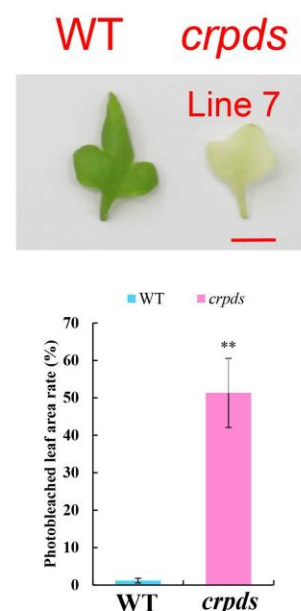 WT crpds
Line 7
WT crpds
Photobleached leaf area rate (%)
70
60
50
40
30
20
10
0
**
WT crpds